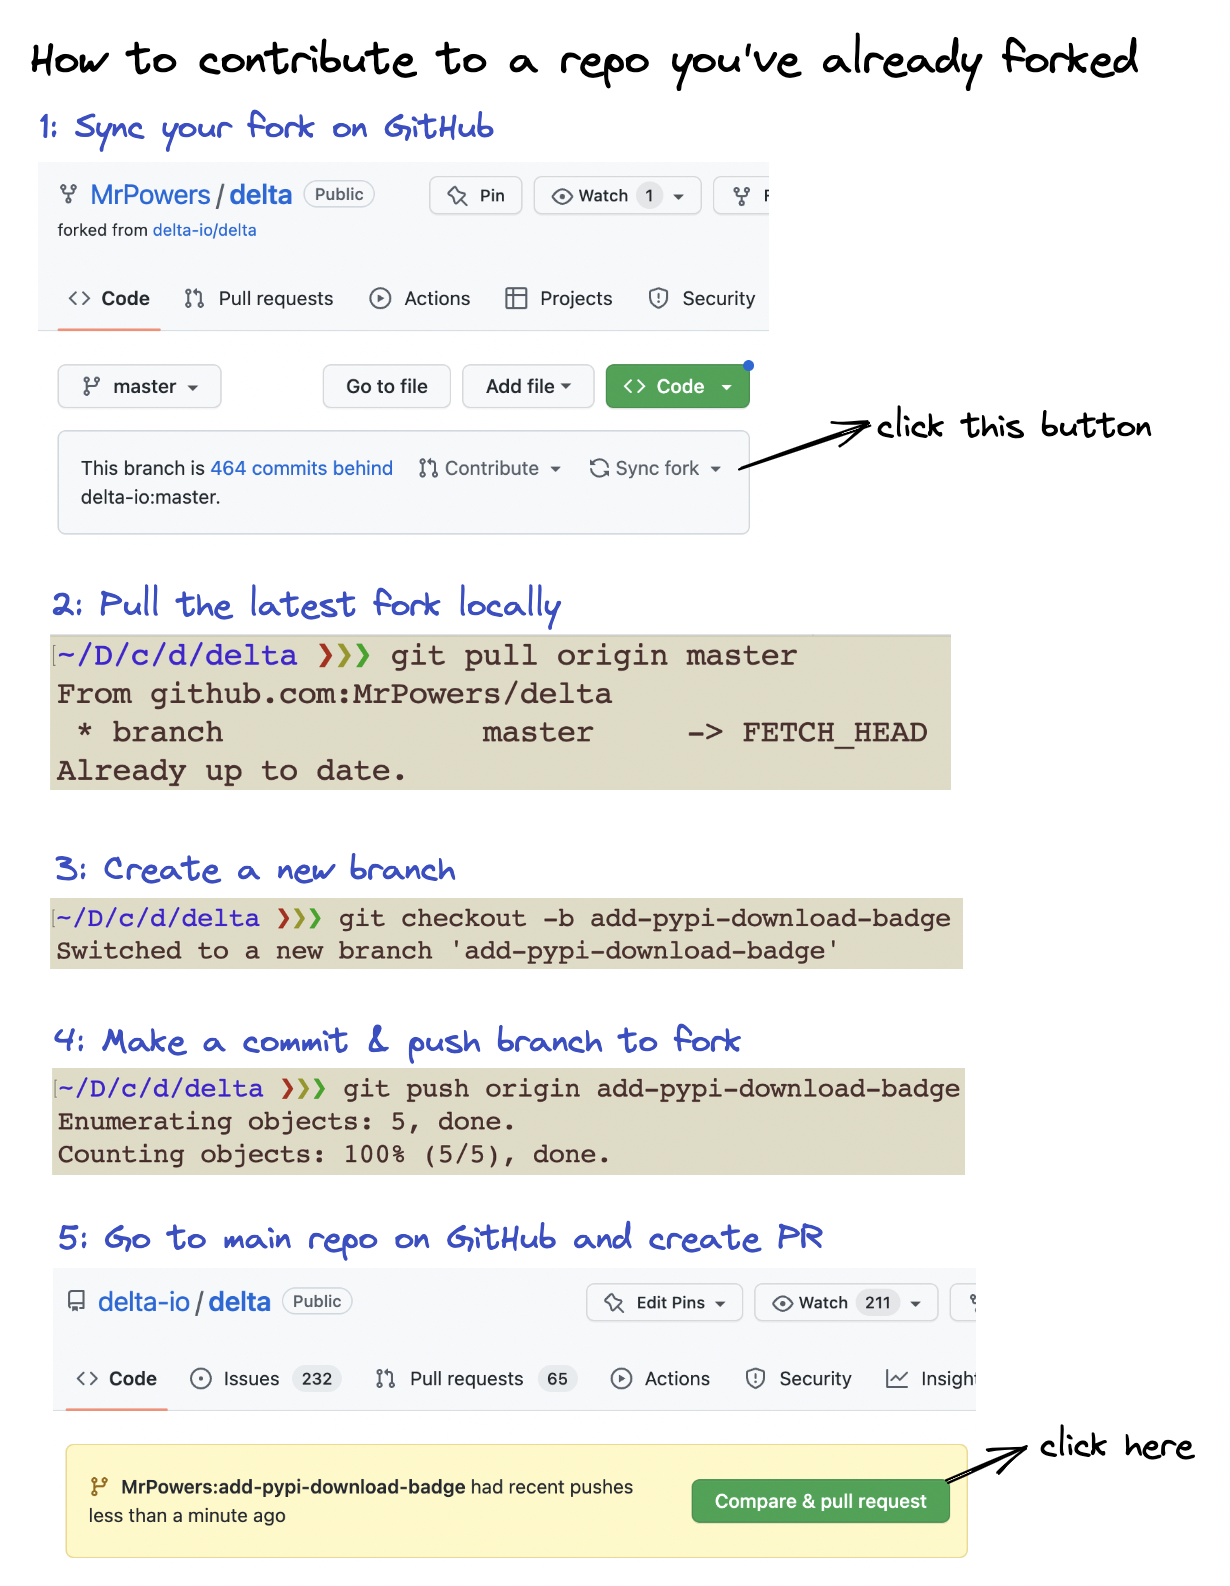 How to contribute to a repo you've already forked
1: Sync your fork on GitHub
MrPowers / delta Public Pin Watch 1
forked from delta-io/delta
Code Pull requests Actions Projects Security
master Go to file Add file Code
click this button
This branch is 464 commits behind Contribute Sync fork
delta-io:master.
2: Pull the latest fork locally
~/D/c/d/delta ❯❯❯ git pull origin master
From github.com:MrPowers/delta
* branch master -> FETCH_HEAD
Already up to date.
3: Create a new branch
~/D/c/d/delta ❯❯❯ git checkout -b add-pypi-download-badge
Switched to a new branch 'add-pypi-download-badge'
4: Make a commit & push branch to fork
~/D/c/d/delta ❯❯❯ git push origin add-pypi-download-badge
Enumerating objects: 5, done.
Counting objects: 100% (5/5), done.
5: Go to main repo on GitHub and create PR
delta-io / delta Public Edit Pins Watch 211
Code Issues 232 Pull requests 65 Actions Security
click here
MrPowers:add-pypi-download-badge had recent pushes
less than a minute ago
Compare & pull request